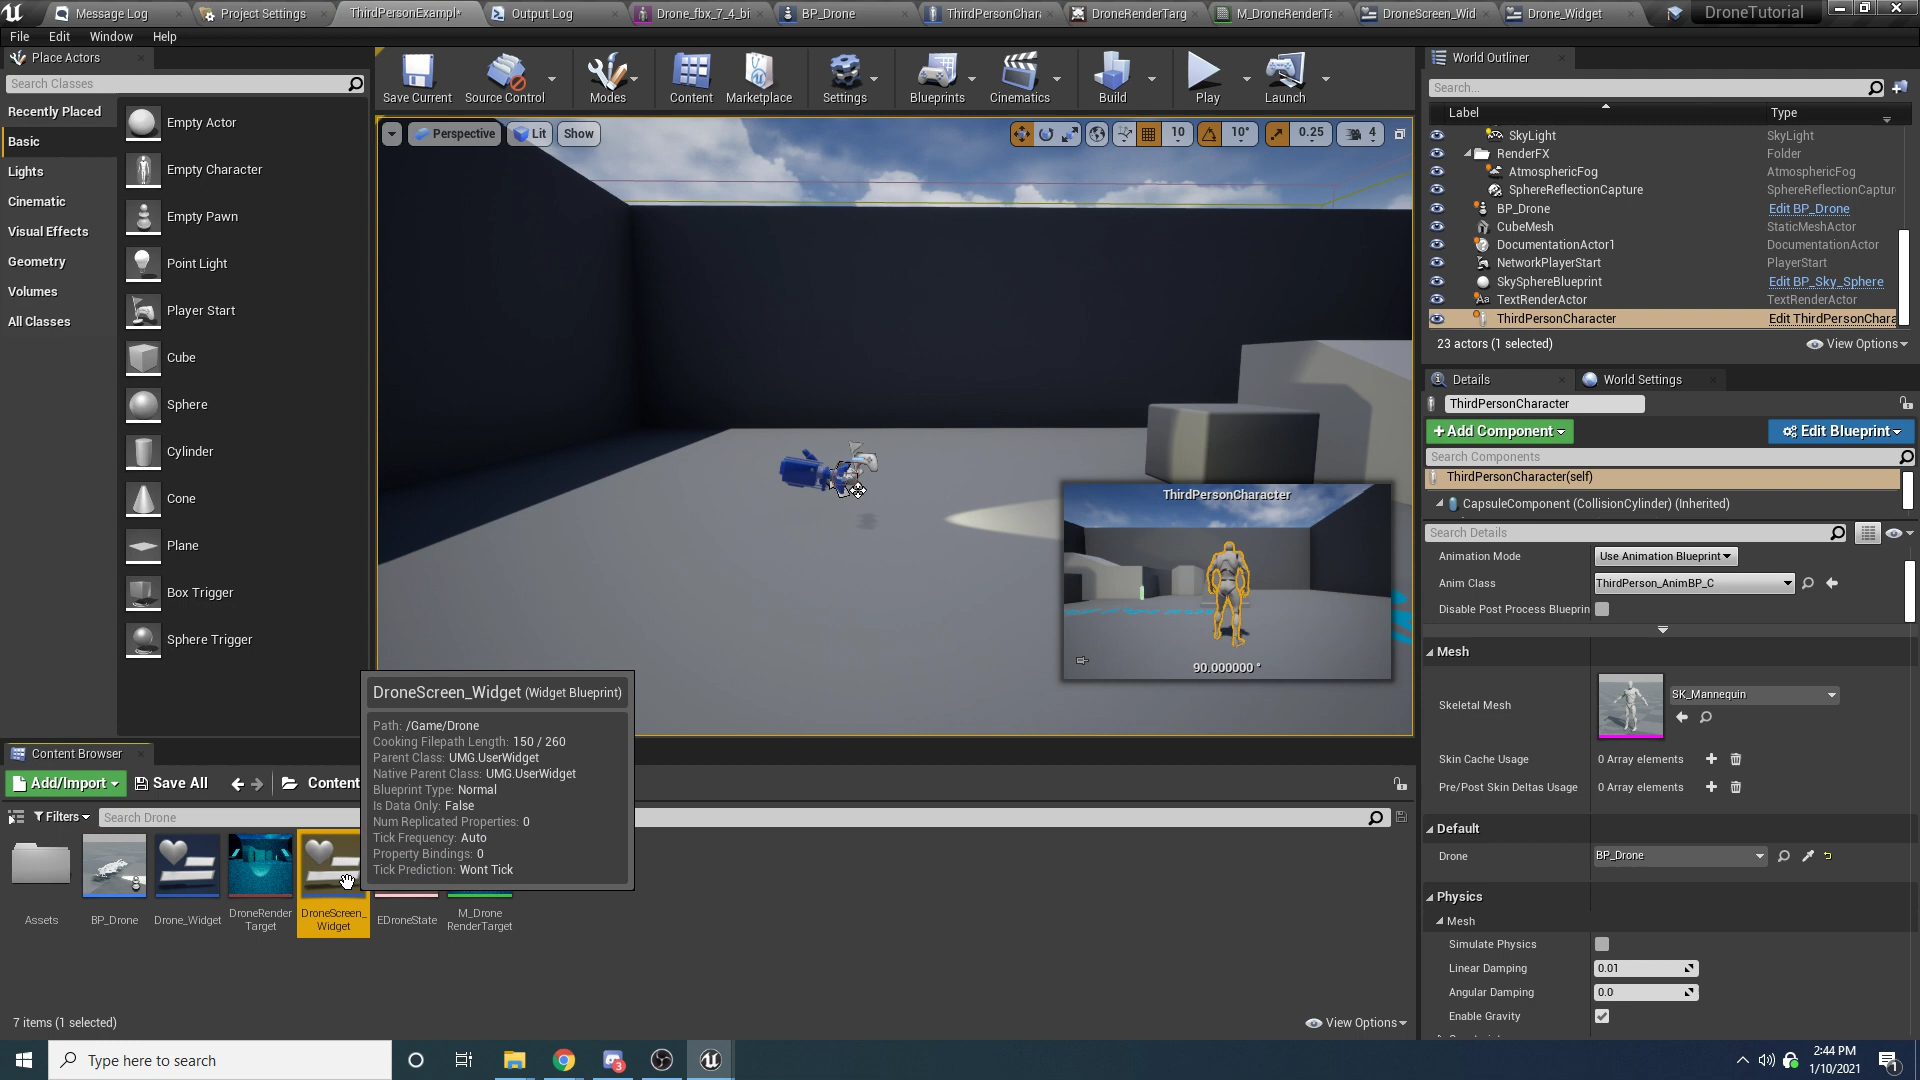 Message Log
Project Settings
ThirdPersonExampl*
Output Log
Drone_fbx_7_4_bi
BP_Drone
ThirdPersonChar
DroneRenderTarg
M_DroneRenderTa
DroneScreen_Wid
Drone_Widget
DroneTutorial
File
Edit
Window
Help
Place Actors
Search Classes
Recently Placed
Basic
Lights
Cinematic
Visual Effects
Geometry
Volumes
All Classes
Empty Actor
Empty Character
Empty Pawn
Point Light
Player Start
Cube
Sphere
Cylinder
Cone
Plane
Box Trigger
Sphere Trigger
Save Current
Source Control
Modes
Content
Marketplace
Settings
Blueprints
Cinematics
Build
Play
Launch
Perspective
Lit
Show
10
10°
0.25
4
ThirdPersonCharacter
90.000000 °
World Outliner
Search...
Label
Type
SkyLight
SkyLight
RenderFX
Folder
AtmosphericFog
AtmosphericFog
SphereReflectionCapture
SphereReflectionCaptur
BP_Drone
Edit BP_Drone
CubeMesh
StaticMeshActor
DocumentationActor1
DocumentationActor
NetworkPlayerStart
PlayerStart
SkySphereBlueprint
Edit BP_Sky_Sphere
TextRenderActor
TextRenderActor
ThirdPersonCharacter
Edit ThirdPersonChara
23 actors (1 selected)
View Options
Details
World Settings
ThirdPersonCharacter
+Add Component
Edit Blueprint
Search Components
ThirdPersonCharacter(self)
CapsuleComponent (CollisionCylinder) (Inherited)
Search Details
Animation Mode
Use Animation Blueprint
Anim Class
ThirdPerson_AnimBP_C
Disable Post Process Blueprin
Mesh
Skeletal Mesh
SK_Mannequin
Skin Cache Usage
0 Array elements
Pre/Post Skin Deltas Usage
0 Array elements
Default
Drone
BP_Drone
Physics
Mesh
Simulate Physics
Linear Damping
0.01
Angular Damping
0.0
Enable Gravity
DroneScreen_Widget (Widget Blueprint)
Path: /Game/Drone
Cooking Filepath Length: 150 / 260
Parent Class: UMG.UserWidget
Native Parent Class: UMG.UserWidget
Blueprint Type: Normal
Is Data Only: False
Num Replicated Properties: 0
Tick Frequency: Auto
Property Bindings: 0
Tick Prediction: Wont Tick
Content Browser
Add/Import
Save All
Content
Filters
Search Drone
Assets
BP_Drone
Drone_Widget
DroneRender
Target
DroneScreen_
Widget
EDroneState
M_Drone
RenderTarget
7 items (1 selected)
View Options
Type here to search
3
2:44 PM
1/10/2021
1